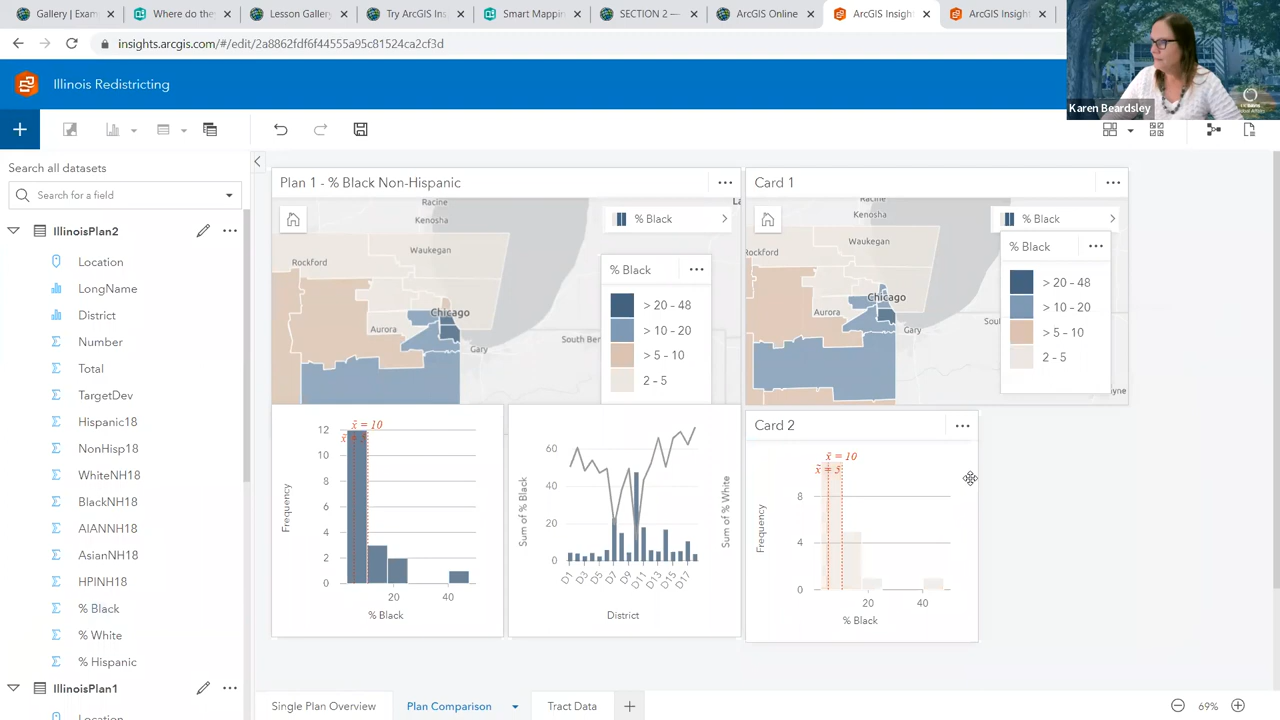 Gallery | Exam
Where do the
Lesson Gallery
Try ArcGIS Ins
Smart Mappin
SECTION 2 —
ArcGIS Online
ArcGIS Insigh
ArcGIS Insigh
insights.arcgis.com/#/edit/2a8862fdf6f44555a95c81524ca2cf3d
Karen Beardsley
Illinois Redistricting
Search all datasets
Search for a field
IllinoisPlan2
Location
LongName
District
Number
Total
TargetDev
Hispanic18
NonHisp18
WhiteNH18
BlackNH18
AIANNH18
AsianNH18
HPINH18
% Black
% White
% Hispanic
IllinoisPlan1
Location
Plan 1 - % Black Non-Hispanic
Racine
Kenosha
Waukegan
Rockford
Chicago
Aurora
Gary
South Ben
La
% Black
% Black
> 20 – 48
> 10 – 20
> 5 – 10
2 – 5
Card 1
Racine
Kenosha
Waukegan
Rockford
Chicago
Aurora
Gary
Sou
yne
% Black
% Black
> 20 – 48
> 10 – 20
> 5 – 10
2 – 5
x̄ = 10
x̃ = 5
12
10
8
6
4
2
0
Frequency
20
40
% Black
60
40
20
0
Sum of % Black
Sum of % White
D1
D3
D5
D7
D9
D11
D13
D15
D17
District
Card 2
x̄ = 10
x̃ = 5
8
4
0
Frequency
20
40
% Black
Single Plan Overview
Plan Comparison
Tract Data
69%